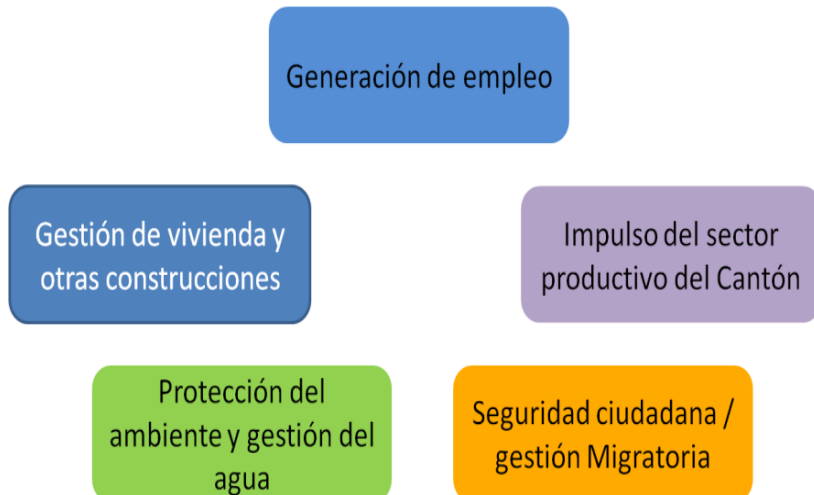 Generación de empleo
Gestión de vivienda y
otras construcciones
Impulso del sector
productivo del Cantón
Protección del
ambiente y gestión del
agua
Seguridad ciudadana /
gestión Migratoria